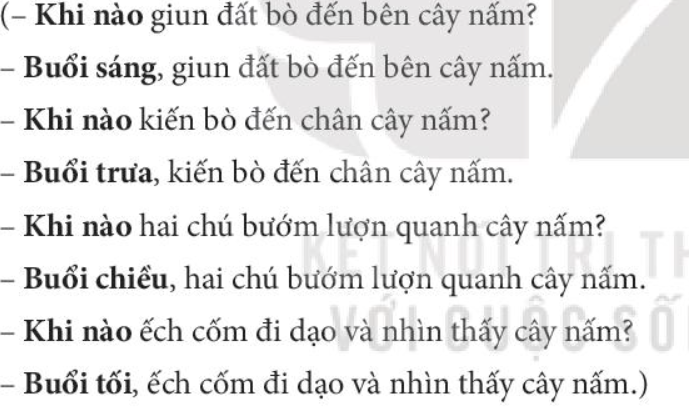 (– Khi nào giun đất bò đến bên cây nấm?
– Buổi sáng, giun đất bò đến bên cây nấm.
– Khi nào kiến bò đến chân cây nấm?
– Buổi trưa, kiến bò đến chân cây nấm.
– Khi nào hai chú bướm lượn quanh cây nấm?
– Buổi chiều, hai chú bướm lượn quanh cây nấm.
– Khi nào ếch cốm đi dạo và nhìn thấy cây nấm?
– Buổi tối, ếch cốm đi dạo và nhìn thấy cây nấm.)
KẾT NỐI TRI TH
VỚI CUỘC SỐ